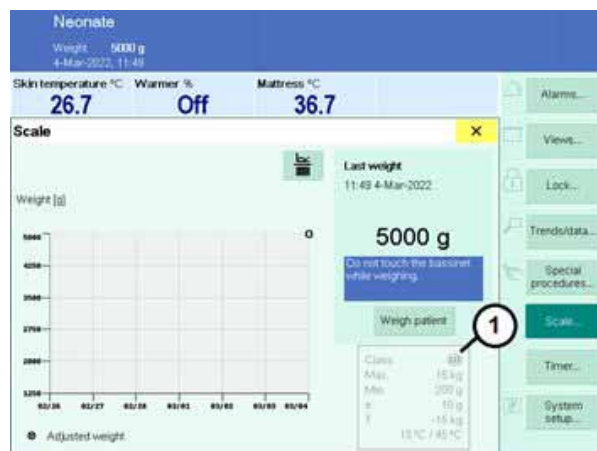 Neonate
Weight 5000 g
4-Mar-2022, 11:49
Skin temperature °C Warmer % Mattress °C
26.7 Off 36.7
Alarms...
Scale
Views...
Last weight
11:49 4-Mar-2022
Lock...
Weight [g]
Trends/data...
5000 g
Do not touch the bassinet
while weighing.
Special
procedures...
Weigh patient
1
Scale...
Class III
Max 15 kg
Min 200 g
e 10 g
T -15 kg
15 °C / 45 °C
Timer...
System
setup...
5000
4250
3500
2750
2000
1250
02/26 02/27 02/28 03/01 03/02 03/03 03/04
Adjusted weight